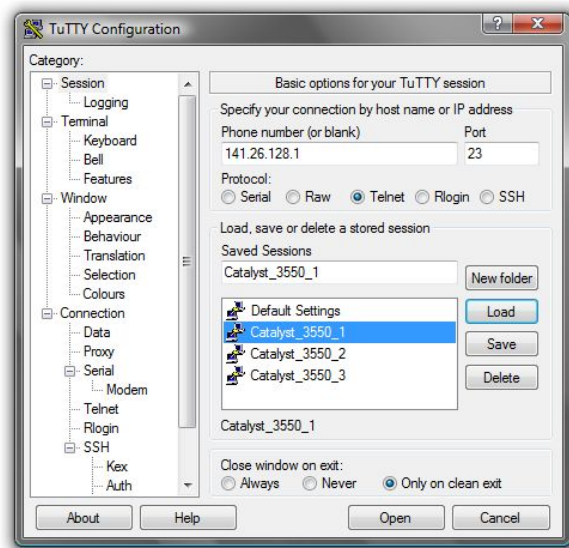 TuTTY Configuration
?
X
Category:
Session
Logging
Terminal
Keyboard
Bell
Features
Window
Appearance
Behaviour
Translation
Selection
Colours
Connection
Data
Proxy
Serial
Modem
Telnet
Rlogin
SSH
Kex
Auth
Basic options for your TuTTY session
Specify your connection by host name or IP address
Phone number (or blank) Port
141.26.128.1 23
Protocol:
Serial Raw Telnet Rlogin SSH
Load, save or delete a stored session
Saved Sessions
Catalyst_3550_1
New folder
Default Settings
Catalyst_3550_1
Catalyst_3550_2
Catalyst_3550_3
Load
Save
Delete
Catalyst_3550_1
Close window on exit:
Always Never Only on clean exit
About Help Open Cancel